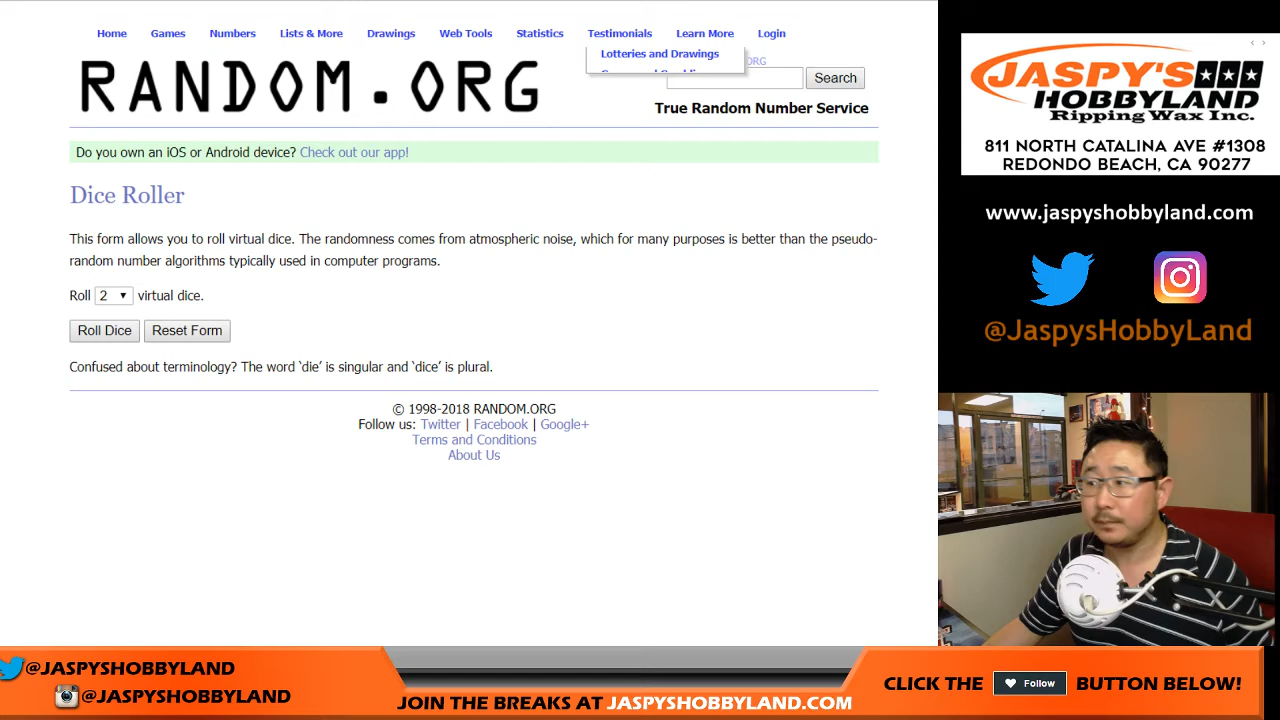 Home Games Numbers Lists & More Drawings Web Tools Statistics Testimonials Learn More Login
Lotteries and Drawings
ORG
RANDOM.ORG
Search
True Random Number Service
Do you own an iOS or Android device? Check out our app!
Dice Roller
This form allows you to roll virtual dice. The randomness comes from atmospheric noise, which for many purposes is better than the pseudo-
random number algorithms typically used in computer programs.
Roll 2 virtual dice.
Roll Dice Reset Form
Confused about terminology? The word ‘die’ is singular and ‘dice’ is plural.
© 1998-2018 RANDOM.ORG
Follow us: Twitter | Facebook | Google+
Terms and Conditions
About Us
JASPY'S
HOBBYLAND
Ripping Wax Inc.
811 NORTH CATALINA AVE #1308
REDONDO BEACH, CA 90277
www.jaspyshobbyland.com
@JaspysHobbyLand
@JASPYSHOBBYLAND
@JASPYSHOBBYLAND
JOIN THE BREAKS AT JASPYSHOBBYLAND.COM
CLICK THE Follow BUTTON BELOW!